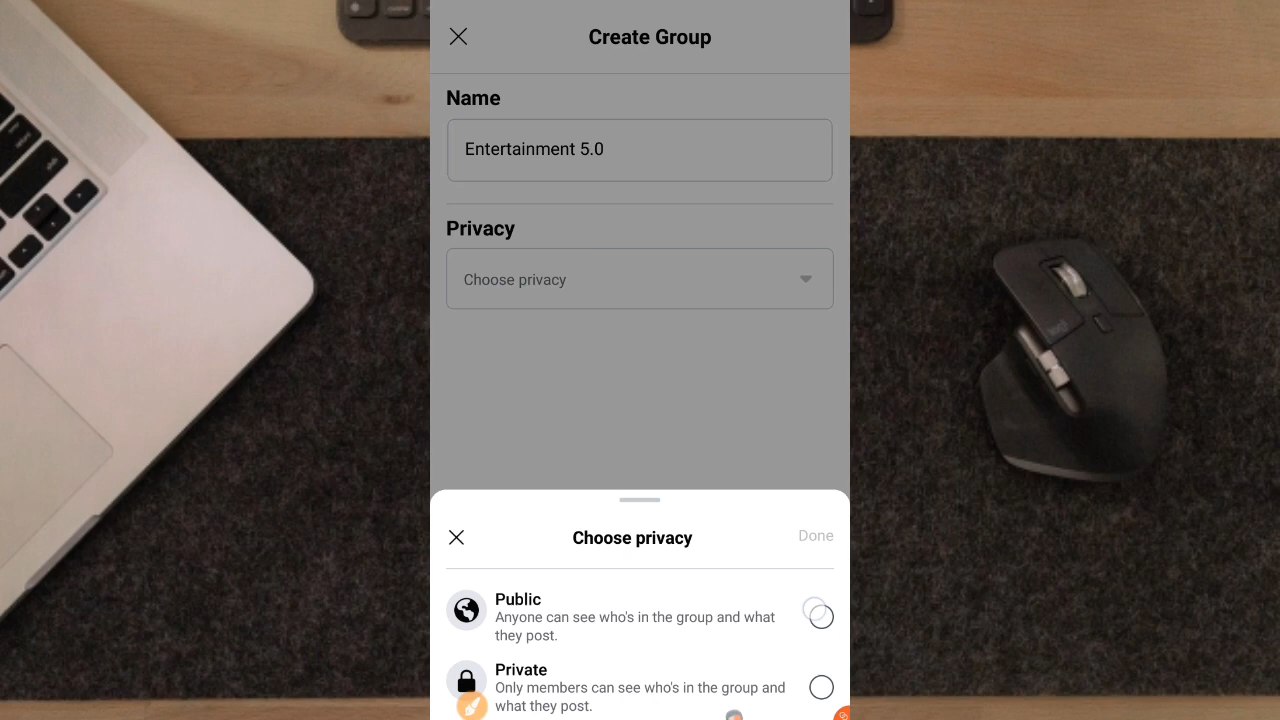 Create Group
Name
Entertainment 5.0
Privacy
Choose privacy
Choose privacy
Done
Public
Anyone can see who's in the group and what
they post.
Private
Only members can see who's in the group and
what they post.